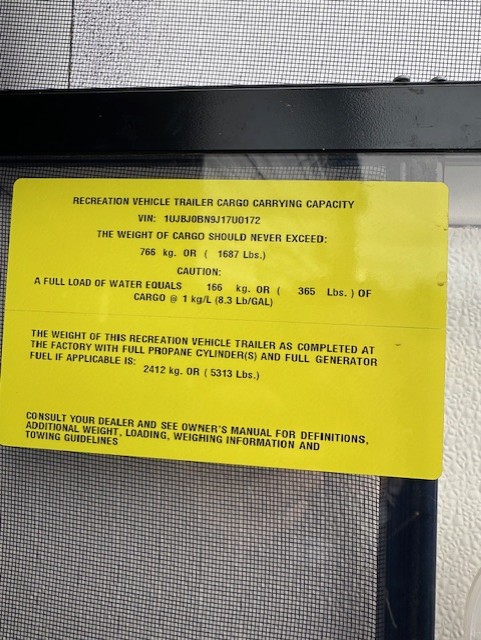 RECREATION VEHICLE TRAILER CARGO CARRYING CAPACITY
VIN: 1UJBJ0BN9J17U0172
THE WEIGHT OF CARGO SHOULD NEVER EXCEED:
766 kg. OR ( 1687 Lbs.)
CAUTION:
A FULL LOAD OF WATER EQUALS 166 kg. OR ( 365 Lbs. ) OF
CARGO @ 1 kg/L (8.3 Lb/GAL)
THE WEIGHT OF THIS RECREATION VEHICLE TRAILER AS COMPLETED AT
THE FACTORY WITH FULL PROPANE CYLINDER(S) AND FULL GENERATOR
FUEL IF APPLICABLE IS:
2412 kg. OR ( 5313 Lbs.)
CONSULT YOUR DEALER AND SEE OWNER'S MANUAL FOR DEFINITIONS,
ADDITIONAL WEIGHT, LOADING, WEIGHING INFORMATION AND
TOWING GUIDELINES